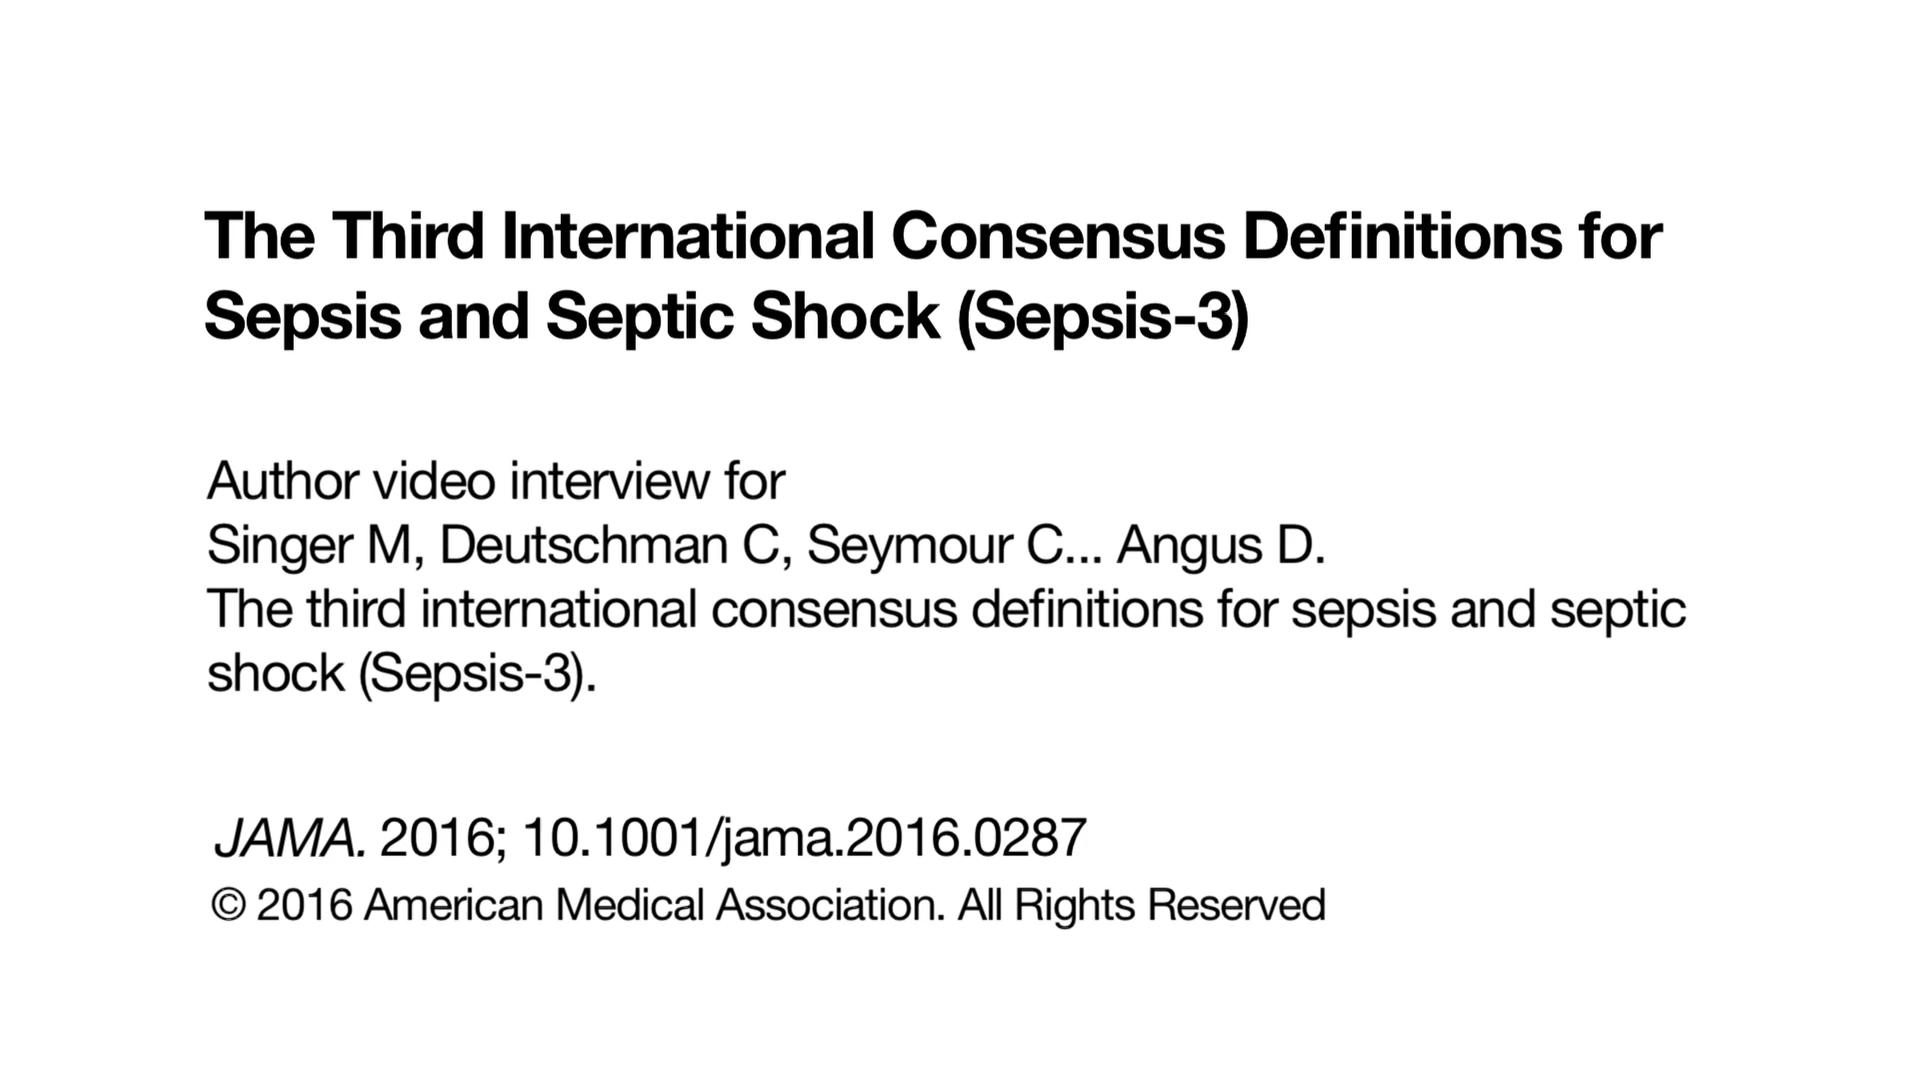 The Third International Consensus Definitions for
Sepsis and Septic Shock (Sepsis-3)
Author video interview for
Singer M, Deutschman C, Seymour C... Angus D.
The third international consensus definitions for sepsis and septic
shock (Sepsis-3).
JAMA. 2016; 10.1001/jama.2016.0287
© 2016 American Medical Association. All Rights Reserved